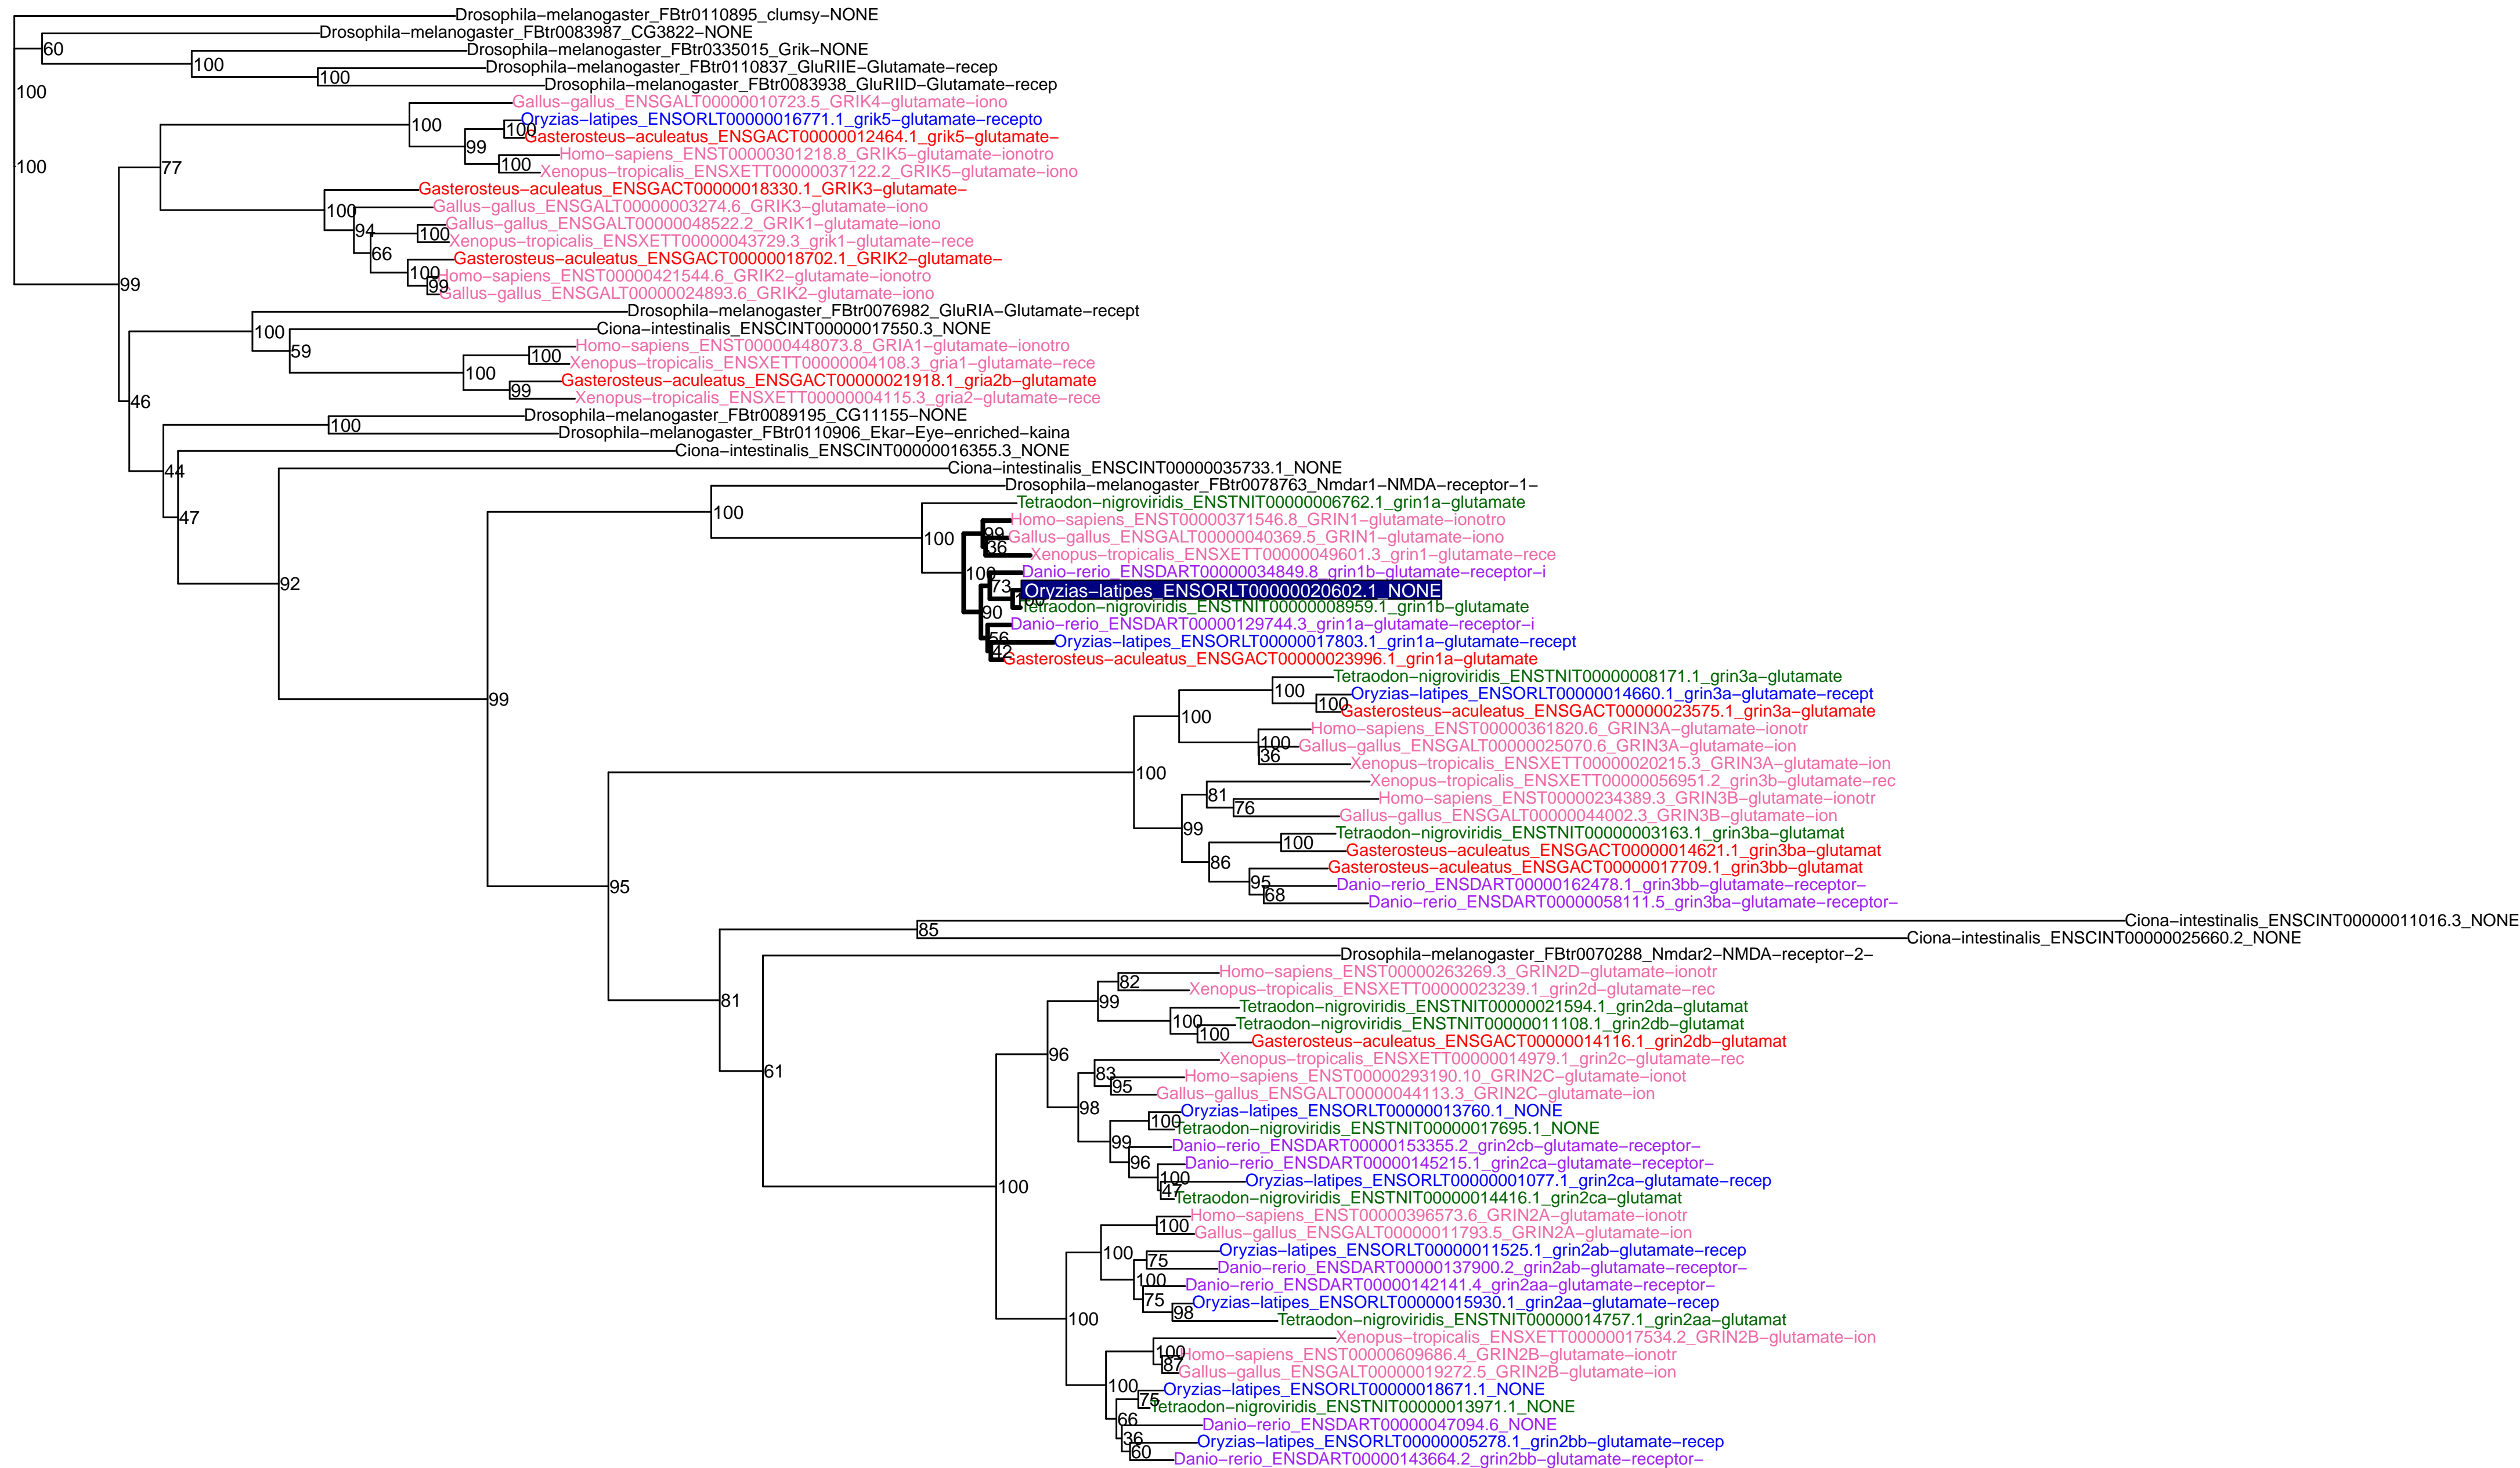 Drosophila−melanogaster_FBtr0110895_clumsy−NONE
Drosophila−melanogaster_FBtr0083987_CG3822−NONE
60
Drosophila−melanogaster_FBtr0335015_Grik−NONE
100
Drosophila−melanogaster_FBtr0110837_GluRIIE−Glutamate−recep
100
Drosophila−melanogaster_FBtr0083938_GluRIID−Glutamate−recep
100
Gallus−gallus_ENSGALT00000010723.5_GRIK4−glutamate−iono
Oryzias−latipes_ENSORLT00000016771.1_grik5−glutamate−recepto
100
100
Gasterosteus−aculeatus_ENSGACT00000012464.1_grik5−glutamate−
99
Homo−sapiens_ENST00000301218.8_GRIK5−glutamate−ionotro
100
100
77
Xenopus−tropicalis_ENSXETT00000037122.2_GRIK5−glutamate−iono
Gasterosteus−aculeatus_ENSGACT00000018330.1_GRIK3−glutamate−
100
Gallus−gallus_ENSGALT00000003274.6_GRIK3−glutamate−iono
Gallus−gallus_ENSGALT00000048522.2_GRIK1−glutamate−iono
94
100
Xenopus−tropicalis_ENSXETT00000043729.3_grik1−glutamate−rece
66
Gasterosteus−aculeatus_ENSGACT00000018702.1_GRIK2−glutamate−
100
Homo−sapiens_ENST00000421544.6_GRIK2−glutamate−ionotro
99
99
Gallus−gallus_ENSGALT00000024893.6_GRIK2−glutamate−iono
Drosophila−melanogaster_FBtr0076982_GluRIA−Glutamate−recept
100
Ciona−intestinalis_ENSCINT00000017550.3_NONE
59
Homo−sapiens_ENST00000448073.8_GRIA1−glutamate−ionotro
100
Xenopus−tropicalis_ENSXETT00000004108.3_gria1−glutamate−rece
100
Gasterosteus−aculeatus_ENSGACT00000021918.1_gria2b−glutamate
99
Xenopus−tropicalis_ENSXETT00000004115.3_gria2−glutamate−rece
46
Drosophila−melanogaster_FBtr0089195_CG11155−NONE
100
Drosophila−melanogaster_FBtr0110906_Ekar−Eye−enriched−kaina
Ciona−intestinalis_ENSCINT00000016355.3_NONE
44
Ciona−intestinalis_ENSCINT00000035733.1_NONE
Drosophila−melanogaster_FBtr0078763_Nmdar1−NMDA−receptor−1−
Tetraodon−nigroviridis_ENSTNIT00000006762.1_grin1a−glutamate
47
100
Homo−sapiens_ENST00000371546.8_GRIN1−glutamate−ionotro
99
100
Gallus−gallus_ENSGALT00000040369.5_GRIN1−glutamate−iono
36
Xenopus−tropicalis_ENSXETT00000049601.3_grin1−glutamate−rece
100
Danio−rerio_ENSDART00000034849.8_grin1b−glutamate−receptor−i
92
73
Oryzias−latipes_ENSORLT00000020602.1_NONE
100
Tetraodon−nigroviridis_ENSTNIT00000008959.1_grin1b−glutamate
90
Danio−rerio_ENSDART00000129744.3_grin1a−glutamate−receptor−i
56
Oryzias−latipes_ENSORLT00000017803.1_grin1a−glutamate−recept
42
Gasterosteus−aculeatus_ENSGACT00000023996.1_grin1a−glutamate
Tetraodon−nigroviridis_ENSTNIT00000008171.1_grin3a−glutamate
100
Oryzias−latipes_ENSORLT00000014660.1_grin3a−glutamate−recept
99
100
Gasterosteus−aculeatus_ENSGACT00000023575.1_grin3a−glutamate
100
Homo−sapiens_ENST00000361820.6_GRIN3A−glutamate−ionotr
100
Gallus−gallus_ENSGALT00000025070.6_GRIN3A−glutamate−ion
36
Xenopus−tropicalis_ENSXETT00000020215.3_GRIN3A−glutamate−ion
100
Xenopus−tropicalis_ENSXETT00000056951.2_grin3b−glutamate−rec
81
Homo−sapiens_ENST00000234389.3_GRIN3B−glutamate−ionotr
76
Gallus−gallus_ENSGALT00000044002.3_GRIN3B−glutamate−ion
99
Tetraodon−nigroviridis_ENSTNIT00000003163.1_grin3ba−glutamat
100
Gasterosteus−aculeatus_ENSGACT00000014621.1_grin3ba−glutamat
86
Gasterosteus−aculeatus_ENSGACT00000017709.1_grin3bb−glutamat
95
95
Danio−rerio_ENSDART00000162478.1_grin3bb−glutamate−receptor−
68
Danio−rerio_ENSDART00000058111.5_grin3ba−glutamate−receptor−
Ciona−intestinalis_ENSCINT00000011016.3_NONE
85
Ciona−intestinalis_ENSCINT00000025660.2_NONE
Drosophila−melanogaster_FBtr0070288_Nmdar2−NMDA−receptor−2−
Homo−sapiens_ENST00000263269.3_GRIN2D−glutamate−ionotr
82
Xenopus−tropicalis_ENSXETT00000023239.1_grin2d−glutamate−rec
81
99
Tetraodon−nigroviridis_ENSTNIT00000021594.1_grin2da−glutamat
100
Tetraodon−nigroviridis_ENSTNIT00000011108.1_grin2db−glutamat
100
Gasterosteus−aculeatus_ENSGACT00000014116.1_grin2db−glutamat
96
Xenopus−tropicalis_ENSXETT00000014979.1_grin2c−glutamate−rec
61
83
Homo−sapiens_ENST00000293190.10_GRIN2C−glutamate−ionot
95
Gallus−gallus_ENSGALT00000044113.3_GRIN2C−glutamate−ion
98
Oryzias−latipes_ENSORLT00000013760.1_NONE
100
Tetraodon−nigroviridis_ENSTNIT00000017695.1_NONE
99
Danio−rerio_ENSDART00000153355.2_grin2cb−glutamate−receptor−
96
Danio−rerio_ENSDART00000145215.1_grin2ca−glutamate−receptor−
100
Oryzias−latipes_ENSORLT00000001077.1_grin2ca−glutamate−recep
100
47
Tetraodon−nigroviridis_ENSTNIT00000014416.1_grin2ca−glutamat
Homo−sapiens_ENST00000396573.6_GRIN2A−glutamate−ionotr
100
Gallus−gallus_ENSGALT00000011793.5_GRIN2A−glutamate−ion
100
Oryzias−latipes_ENSORLT00000011525.1_grin2ab−glutamate−recep
75
Danio−rerio_ENSDART00000137900.2_grin2ab−glutamate−receptor−
100
Danio−rerio_ENSDART00000142141.4_grin2aa−glutamate−receptor−
75
Oryzias−latipes_ENSORLT00000015930.1_grin2aa−glutamate−recep
98
100
Tetraodon−nigroviridis_ENSTNIT00000014757.1_grin2aa−glutamat
Xenopus−tropicalis_ENSXETT00000017534.2_GRIN2B−glutamate−ion
100
Homo−sapiens_ENST00000609686.4_GRIN2B−glutamate−ionotr
87
Gallus−gallus_ENSGALT00000019272.5_GRIN2B−glutamate−ion
100
Oryzias−latipes_ENSORLT00000018671.1_NONE
75
Tetraodon−nigroviridis_ENSTNIT00000013971.1_NONE
66
Danio−rerio_ENSDART00000047094.6_NONE
36
Oryzias−latipes_ENSORLT00000005278.1_grin2bb−glutamate−recep
60
Danio−rerio_ENSDART00000143664.2_grin2bb−glutamate−receptor−